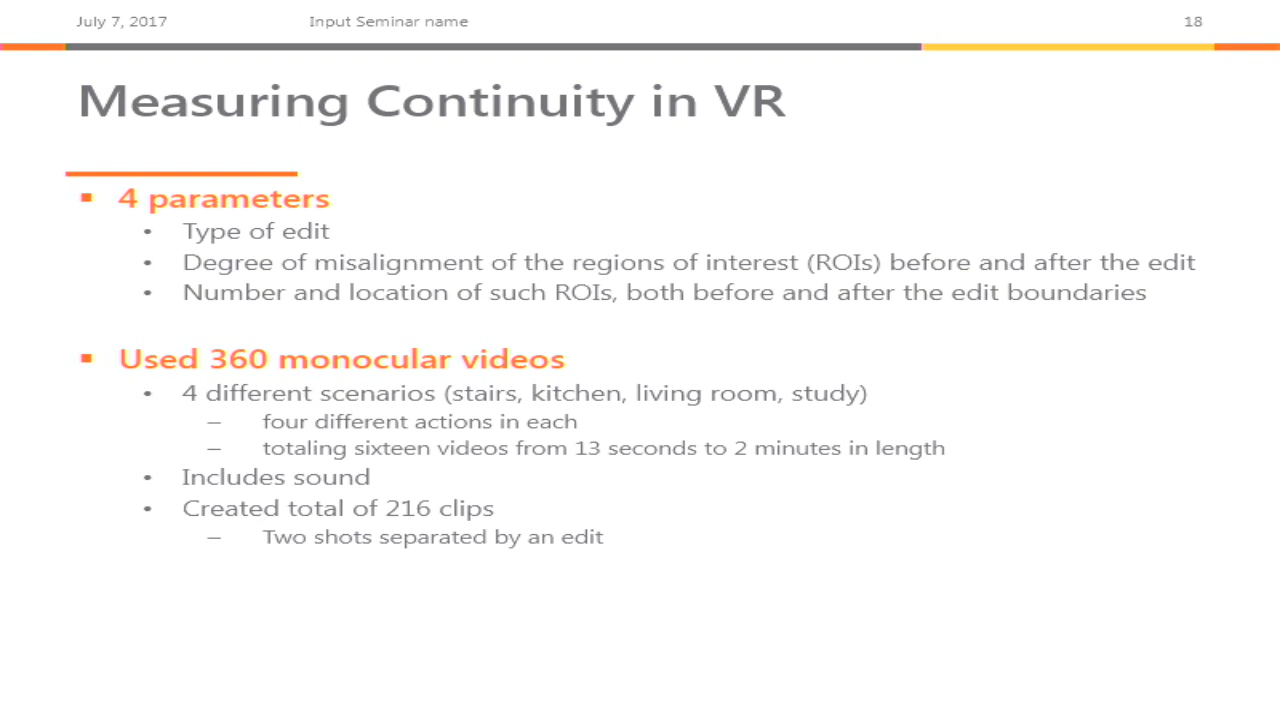 July 7, 2017 Input Seminar name 18
Measuring Continuity in VR
▪ 4 parameters
• Type of edit
• Degree of misalignment of the regions of interest (ROIs) before and after the edit
• Number and location of such ROIs, both before and after the edit boundaries
▪ Used 360 monocular videos
• 4 different scenarios (stairs, kitchen, living room, study)
– four different actions in each
– totaling sixteen videos from 13 seconds to 2 minutes in length
• Includes sound
• Created total of 216 clips
– Two shots separated by an edit